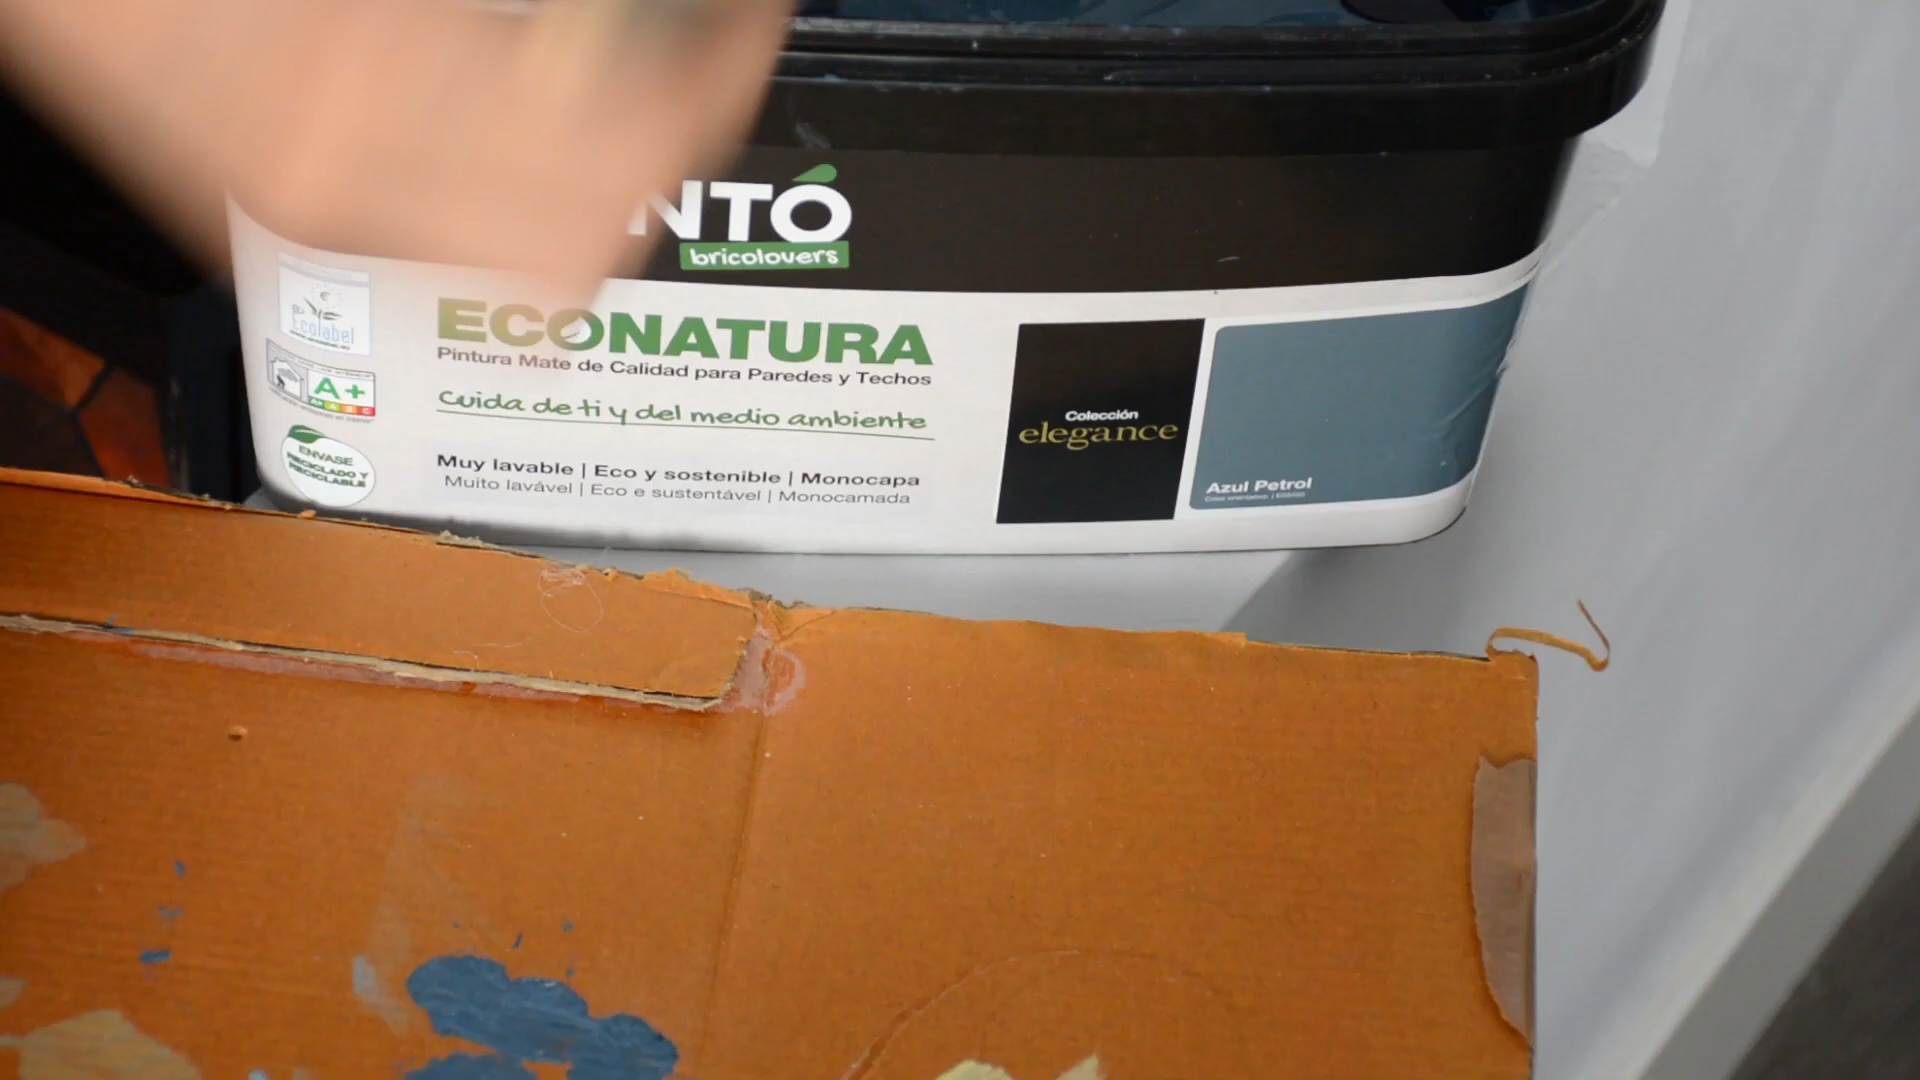 NTÓ
bricolovers
Ecolabel
ECONATURA
Pintura Mate de Calidad para Paredes y Techos
A+
Cuida de ti y del medio ambiente
Colección
elegance
ENVASE
RECICLADO Y
RECICLABLE
Muy lavable | Eco y sostenible | Monocapa
Muito lavável | Eco e sustentável | Monocamada
Azul Petrol